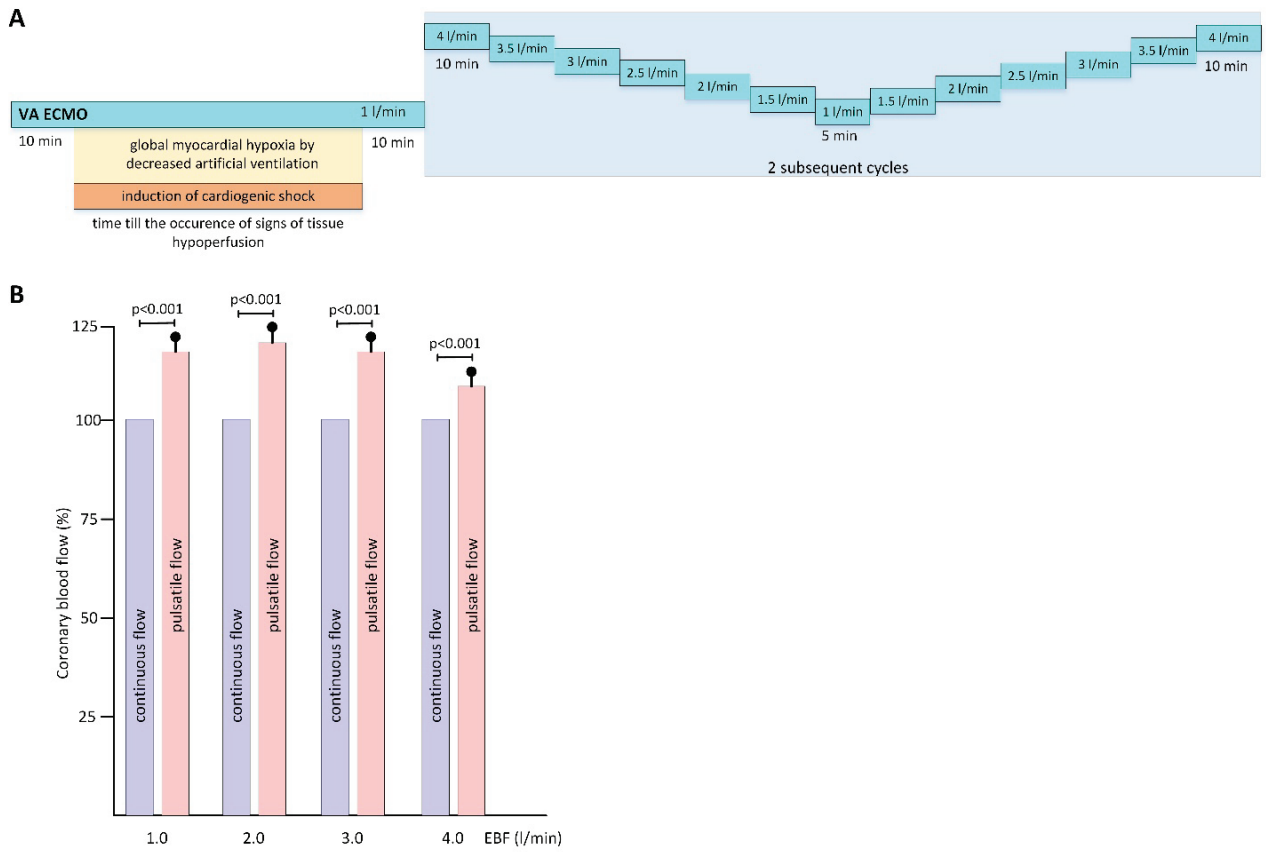 A
4 l/min
3.5 l/min
3 l/min
2.5 l/min
2 l/min
1.5 l/min
1 l/min
1.5 l/min
2 l/min
2.5 l/min
3 l/min
3.5 l/min
4 l/min
10 min
5 min
10 min
2 subsequent cycles
VA ECMO
1 l/min
10 min
10 min
global myocardial hypoxia by
decreased artificial ventilation
induction of cardiogenic shock
time till the occurence of signs of tissue
hypoperfusion
B
p<0.001
p<0.001
p<0.001
p<0.001
125
100
75
50
25
Coronary blood flow (%)
continuous flow
pulsatile flow
continuous flow
pulsatile flow
continuous flow
pulsatile flow
continuous flow
pulsatile flow
1.0
2.0
3.0
4.0
EBF (l/min)